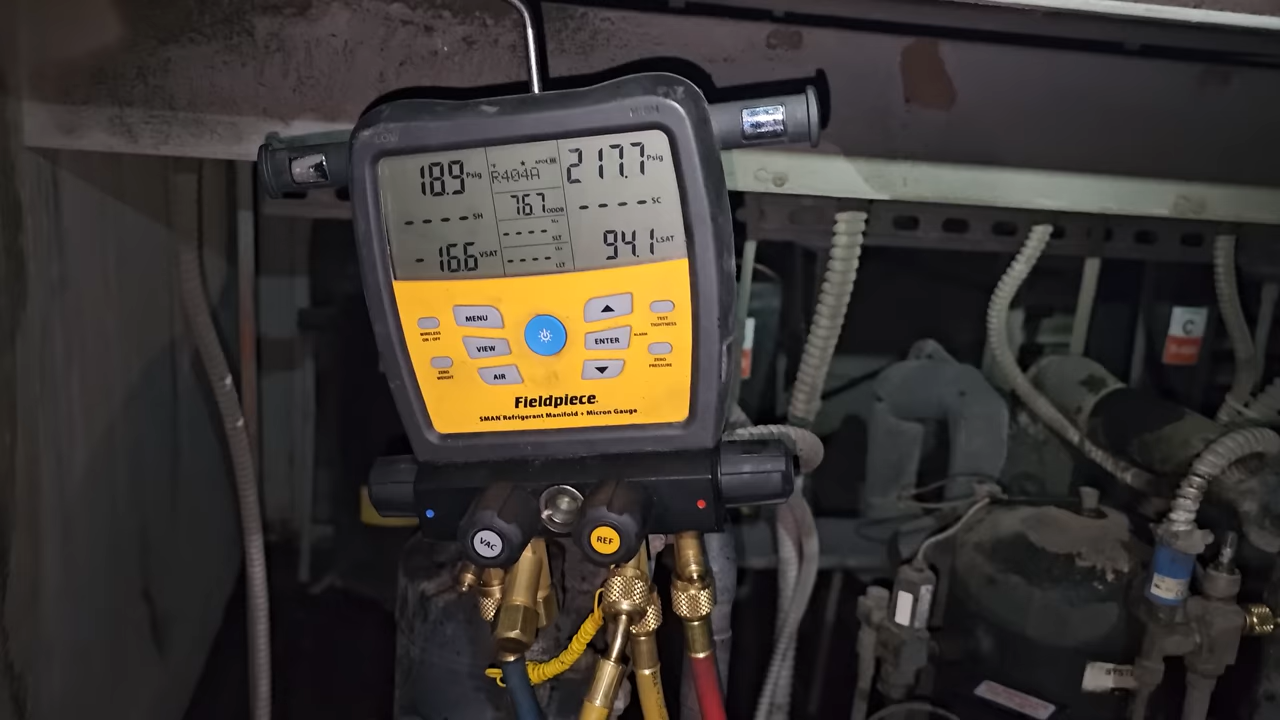 LOW
HIGH
18.9 Psig
R404A
217.7 Psig
- - - - SH
76.7 ODDB
- - - - - SC
- - - - SLT
-16.6 VSAT
- - - - LLT
94.1 LSAT
MENU
VIEW
AIR
ENTER
WIRELESS
ON / OFF
ZERO
WEIGHT
TEST
TIGHTNESS
ALARM
ZERO
PRESSURE
Fieldpiece
SMAN Refrigerant Manifold + Micron Gauge
VAC
REF
C